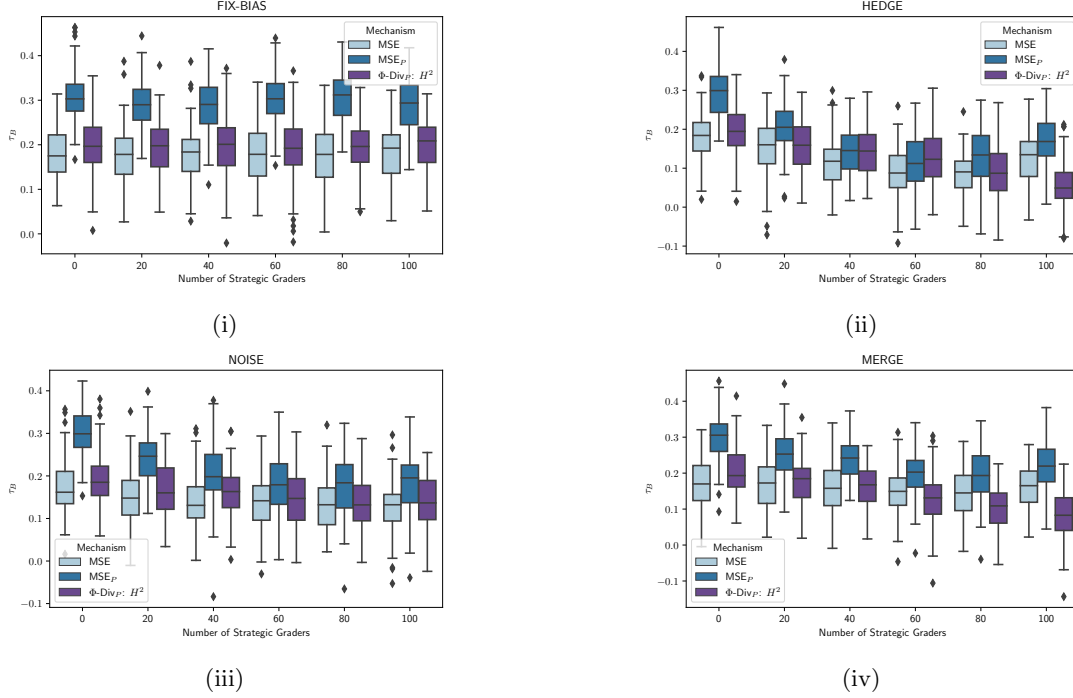 FIX-BIAS
Mechanism
MSE
MSE_P
Φ-Div_P: H²
0.4
0.3
0.2
0.1
0.0
τ_B
0 20 40 60 80 100
Number of Strategic Graders
(i)
HEDGE
Mechanism
MSE
MSE_P
Φ-Div_P: H²
0.4
0.3
0.2
0.1
0.0
−0.1
τ_B
0 20 40 60 80 100
Number of Strategic Graders
(ii)
NOISE
0.4
0.3
0.2
0.1
−0.1
τ_B
Mechanism
MSE
MSE_P
Φ-Div_P: H²
0 20 40 60 80 100
Number of Strategic Graders
(iii)
MERGE
0.4
0.3
0.2
0.1
−0.1
τ_B
Mechanism
MSE
MSE_P
Φ-Div_P: H²
0 20 40 60 80 100
Number of Strategic Graders
(iv)